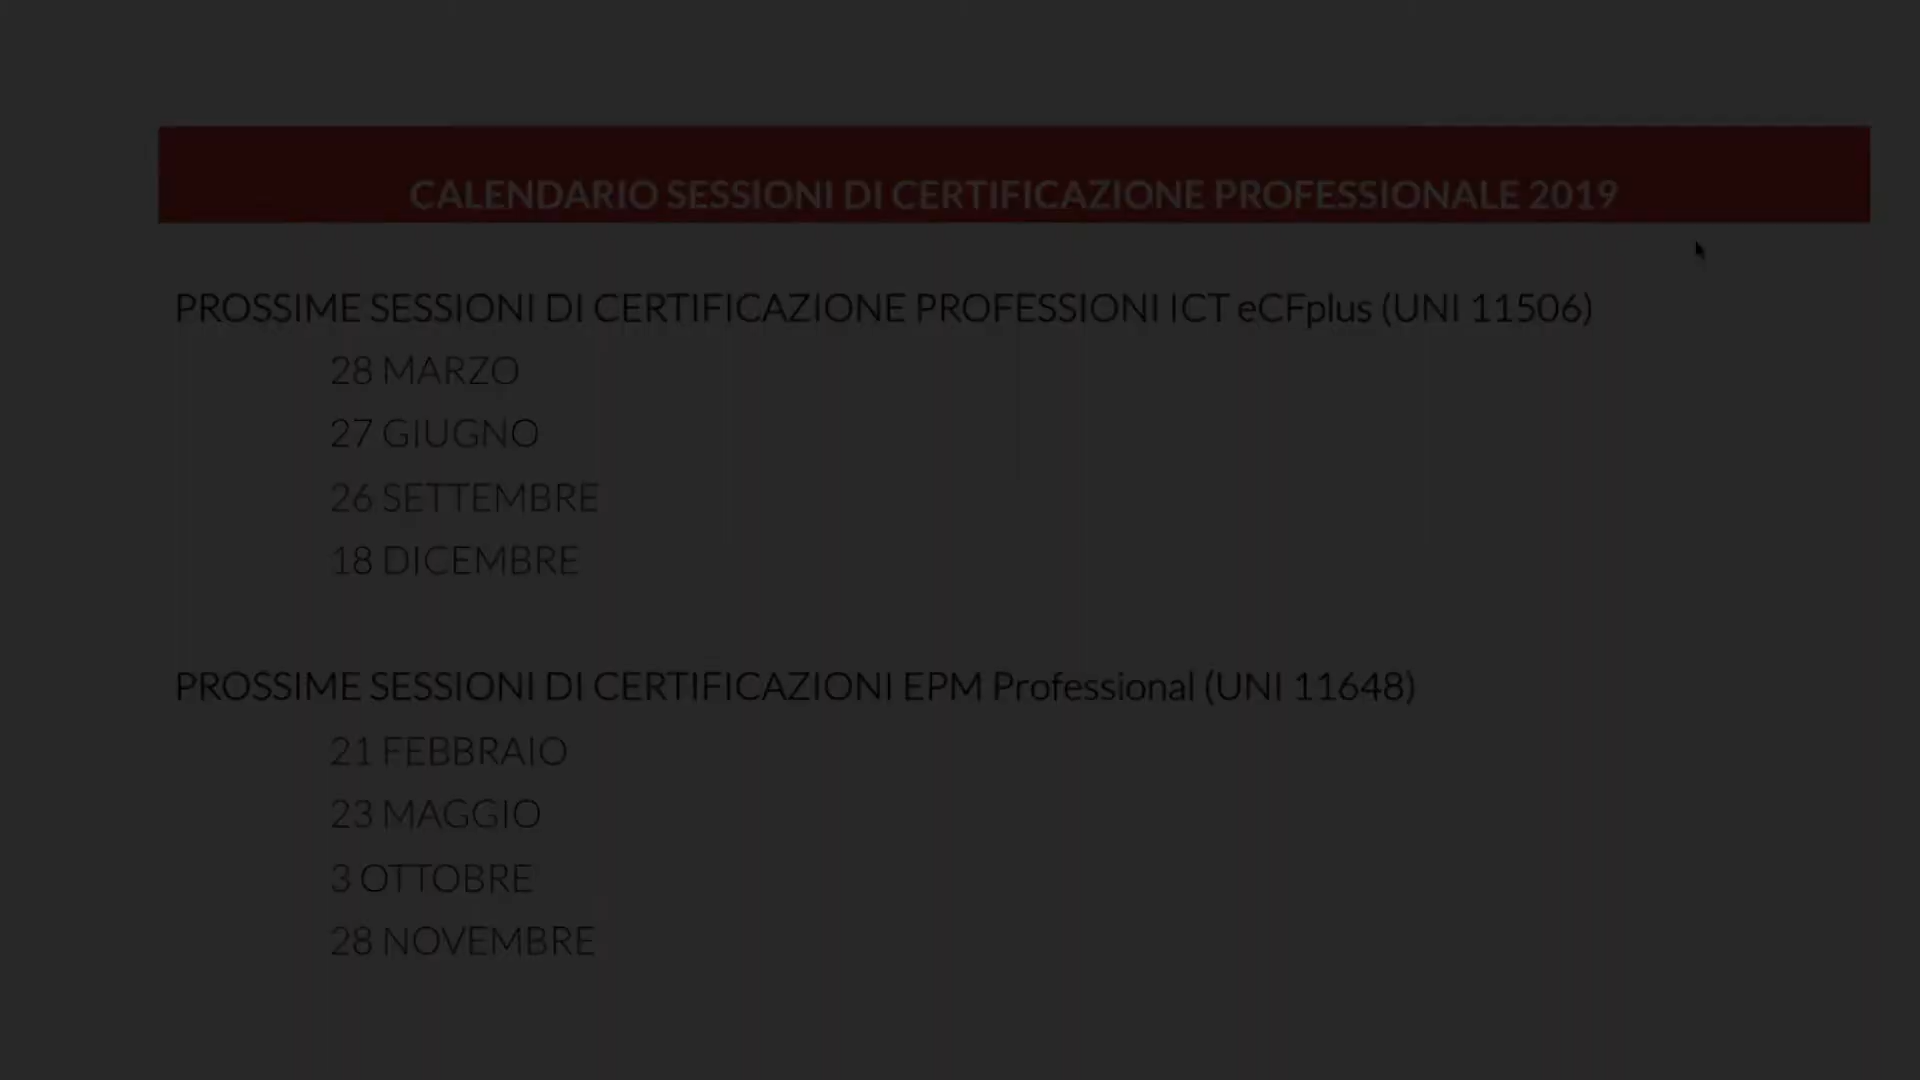 CALENDARIO SESSIONI DI CERTIFICAZIONE PROFESSIONALE 2019
PROSSIME SESSIONI DI CERTIFICAZIONE PROFESSIONI ICT eCFplus (UNI 11506)
28 MARZO
27 GIUGNO
26 SETTEMBRE
18 DICEMBRE
PROSSIME SESSIONI DI CERTIFICAZIONI EPM Professional (UNI 11648)
21 FEBBRAIO
23 MAGGIO
3 OTTOBRE
28 NOVEMBRE